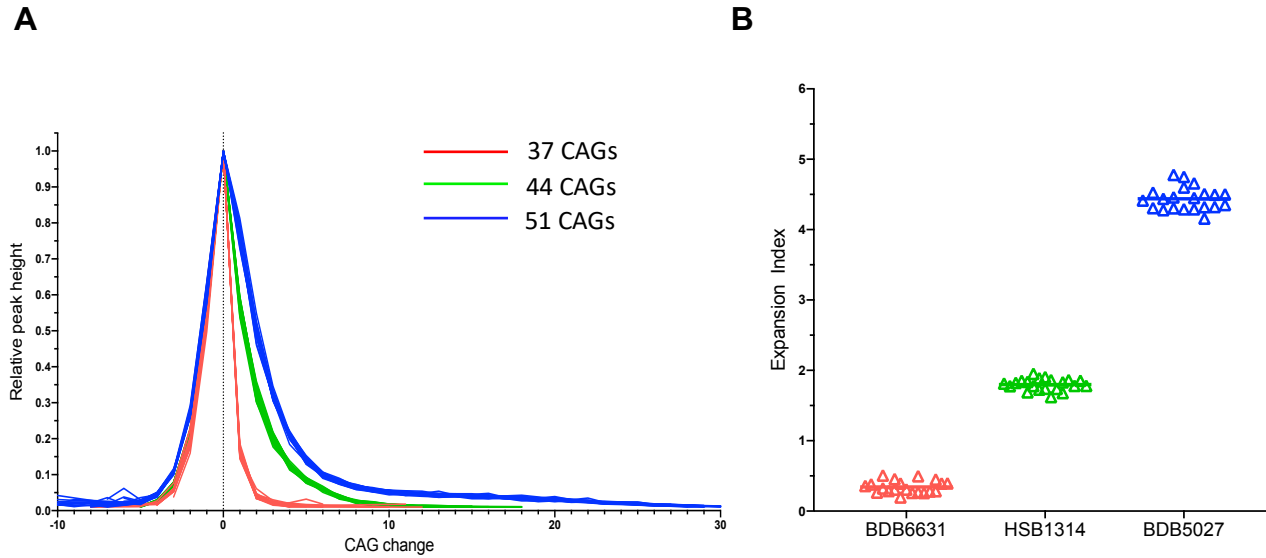 A
B
Relative peak height
1.0
0.9
0.8
0.7
0.6
0.5
0.4
0.3
0.2
0.1
0.0
-10
0
10
20
30
CAG change
37 CAGs
44 CAGs
51 CAGs
Expansion Index
6
5
4
3
2
1
0
BDB6631
HSB1314
BDB5027